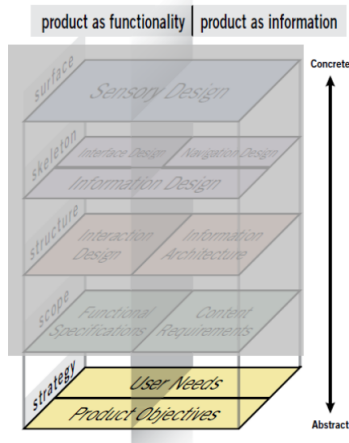 product as functionality
product as information
Concrete
surface
Sensory Design
skeleton
Interface Design
Navigation Design
Information Design
structure
Interaction
Design
Information
Architecture
scope
Functional
Specifications
Content
Requirements
strategy
User Needs
Product Objectives
Abstract